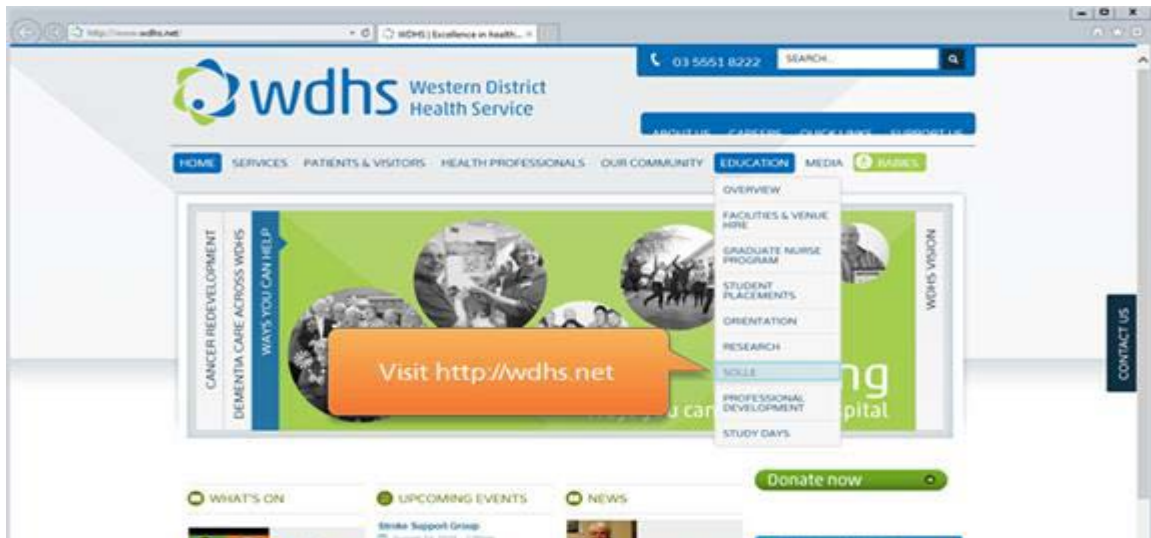 http://www.wdhs.net
WDHS | Excellence in health...
03 5551 8222
SEARCH...
wdhs Western District
Health Service
ABOUT US CAREERS QUICK LINKS SUPPORT US
HOME SERVICES PATIENTS & VISITORS HEALTH PROFESSIONALS OUR COMMUNITY EDUCATION MEDIA BABIES
OVERVIEW
FACILITIES & VENUE
HIRE
GRADUATE NURSE
PROGRAM
STUDENT
PLACEMENTS
ORIENTATION
RESEARCH
SOLLE
PROFESSIONAL
DEVELOPMENT
STUDY DAYS
CANCER REDEVELOPMENT
DEMENTIA CARE ACROSS WDHS
WAYS YOU CAN HELP
WDHS VISION
Visit http://wdhs.net
CONTACT US
Donate now
WHAT'S ON
UPCOMING EVENTS
NEWS
Stroke Support Group